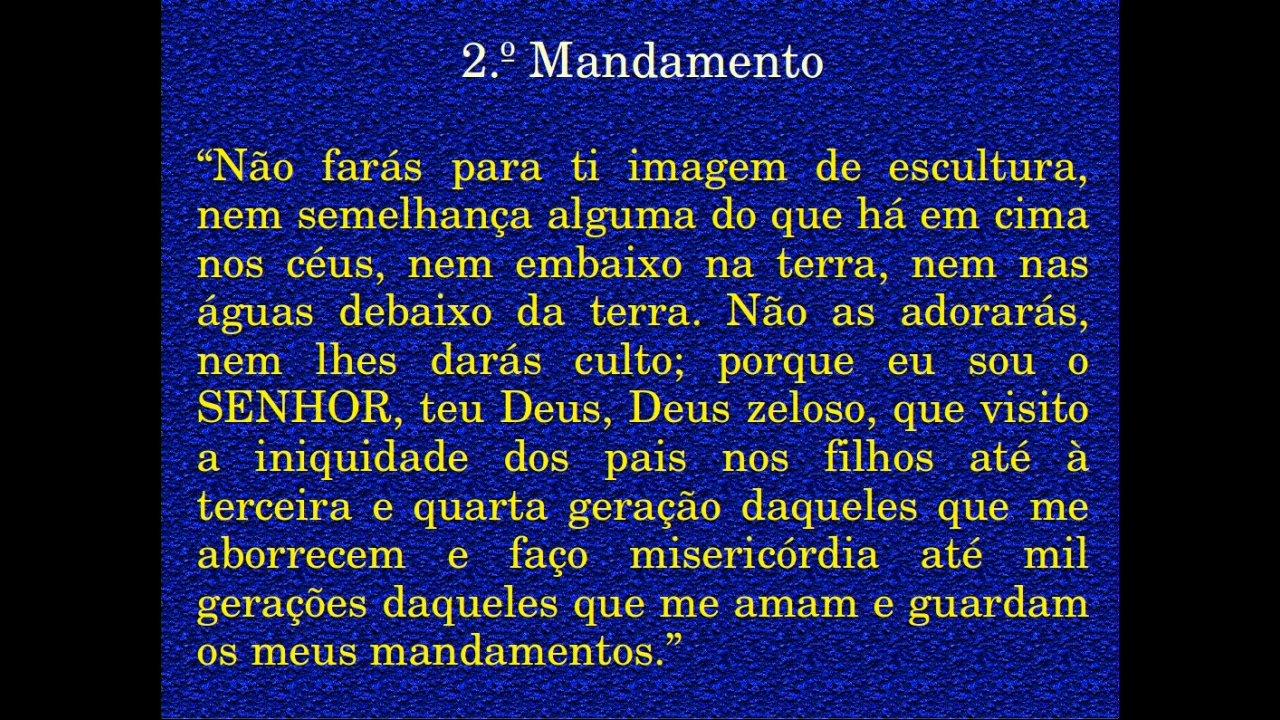 2.º Mandamento
“Não farás para ti imagem de escultura,
nem semelhança alguma do que há em cima
nos céus, nem embaixo na terra, nem nas
águas debaixo da terra. Não as adorarás,
nem lhes darás culto; porque eu sou o
SENHOR, teu Deus, Deus zeloso, que visito
a iniquidade dos pais nos filhos até à
terceira e quarta geração daqueles que me
aborrecem e faço misericórdia até mil
gerações daqueles que me amam e guardam
os meus mandamentos.”